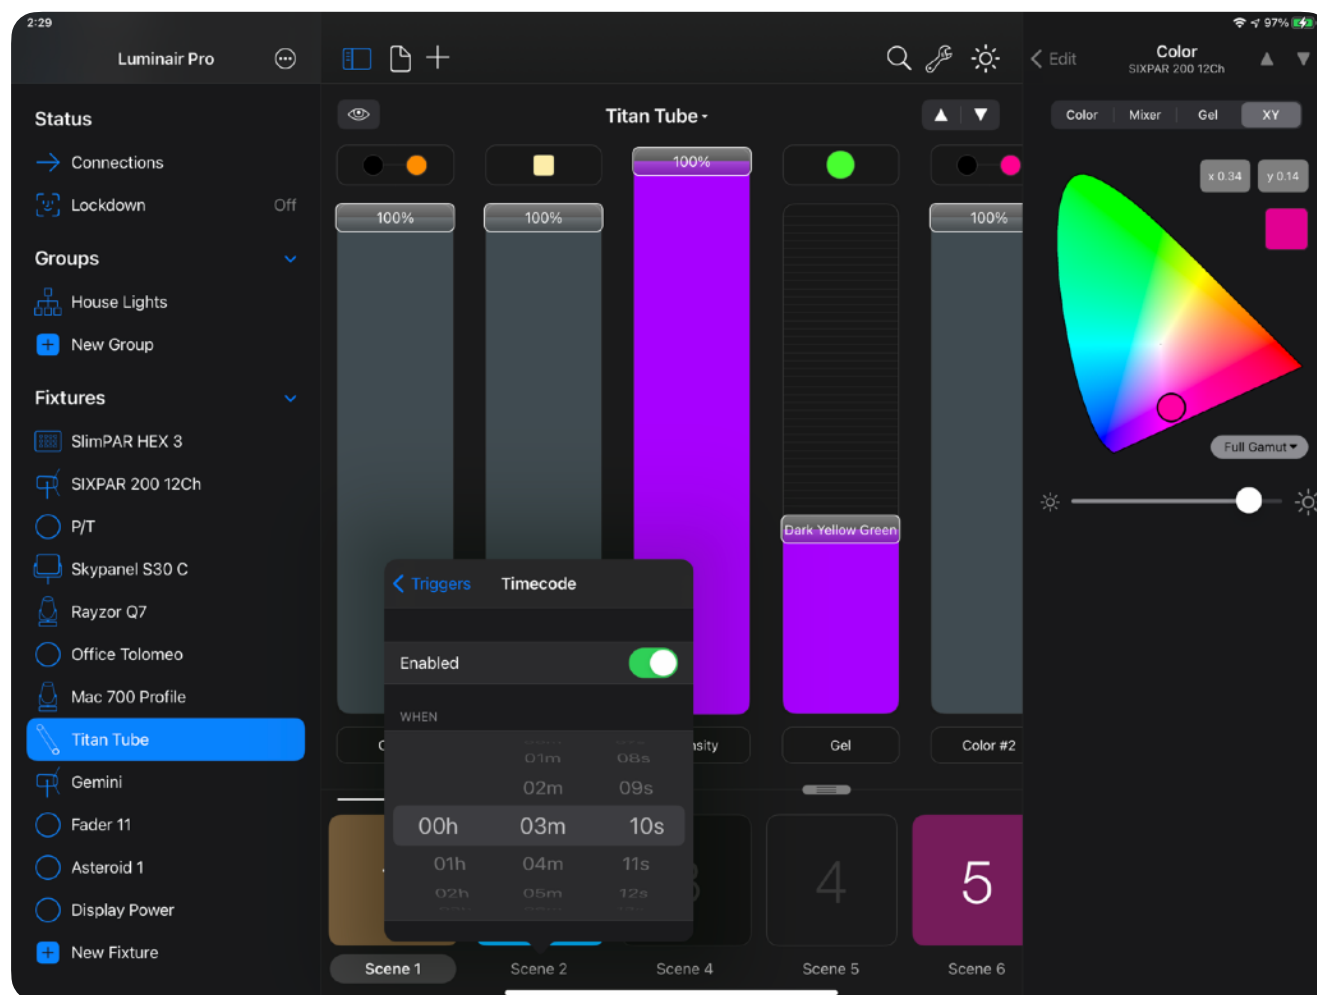 2:29
97%
Luminair Pro
Status
Connections
Lockdown Off
Groups
House Lights
New Group
Fixtures
SlimPAR HEX 3
SIXPAR 200 12Ch
P/T
Skypanel S30 C
Rayzor Q7
Office Tolomeo
Mac 700 Profile
Titan Tube
Gemini
Fader 11
Asteroid 1
Display Power
New Fixture
Titan Tube
100%
100%
100%
Dark Yellow Green
100%
Gel
Color #2
Triggers Timecode
Enabled
WHEN
01m 08s
02m 09s
00h 03m 10s
01h 04m 11s
02h 05m 12s
4
5
Scene 1
Scene 2
Scene 4
Scene 5
Scene 6
Edit
Color
SIXPAR 200 12Ch
Color Mixer Gel XY
x 0.34 y 0.14
Full Gamut